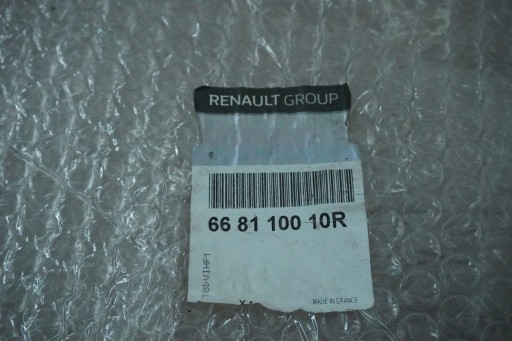 RENAULT GROUP
66 81 100 10R
MADE IN FRANCE